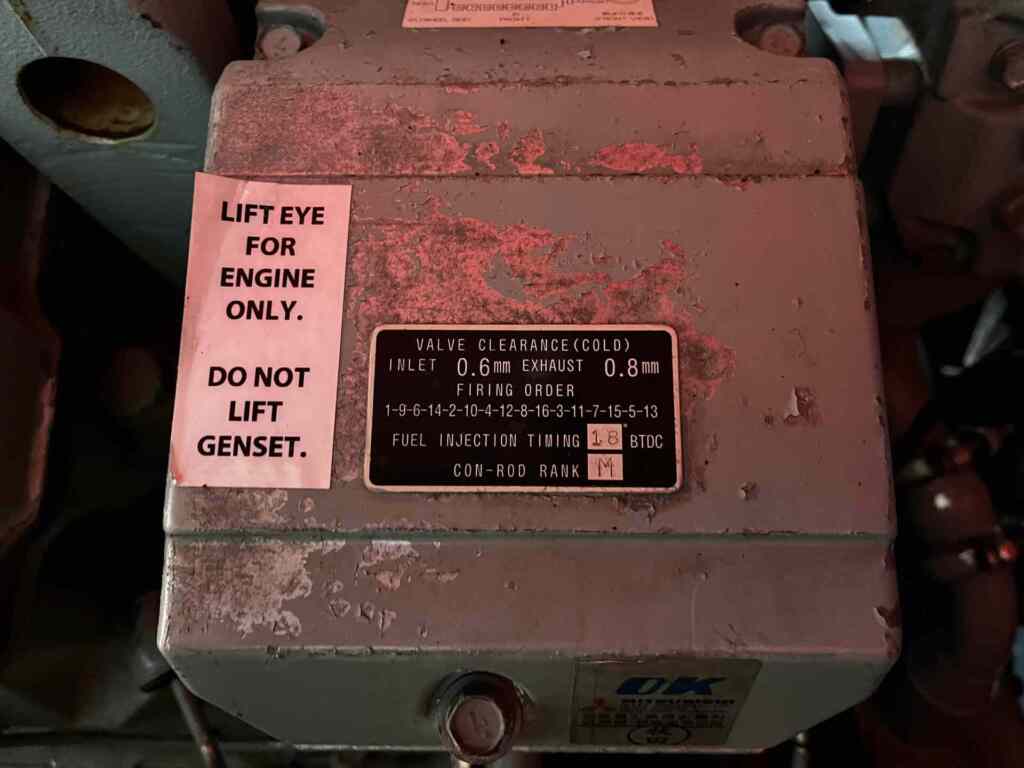 LIFT EYE
FOR
ENGINE
ONLY.
DO NOT
LIFT
GENSET.
VALVE CLEARANCE(COLD)
INLET 0.6mm EXHAUST 0.8mm
FIRING ORDER
1-9-6-14-2-10-4-12-8-16-3-11-7-15-5-13
FUEL INJECTION TIMING 18° BTDC
CON-ROD RANK M
OK
MITSUBISHI